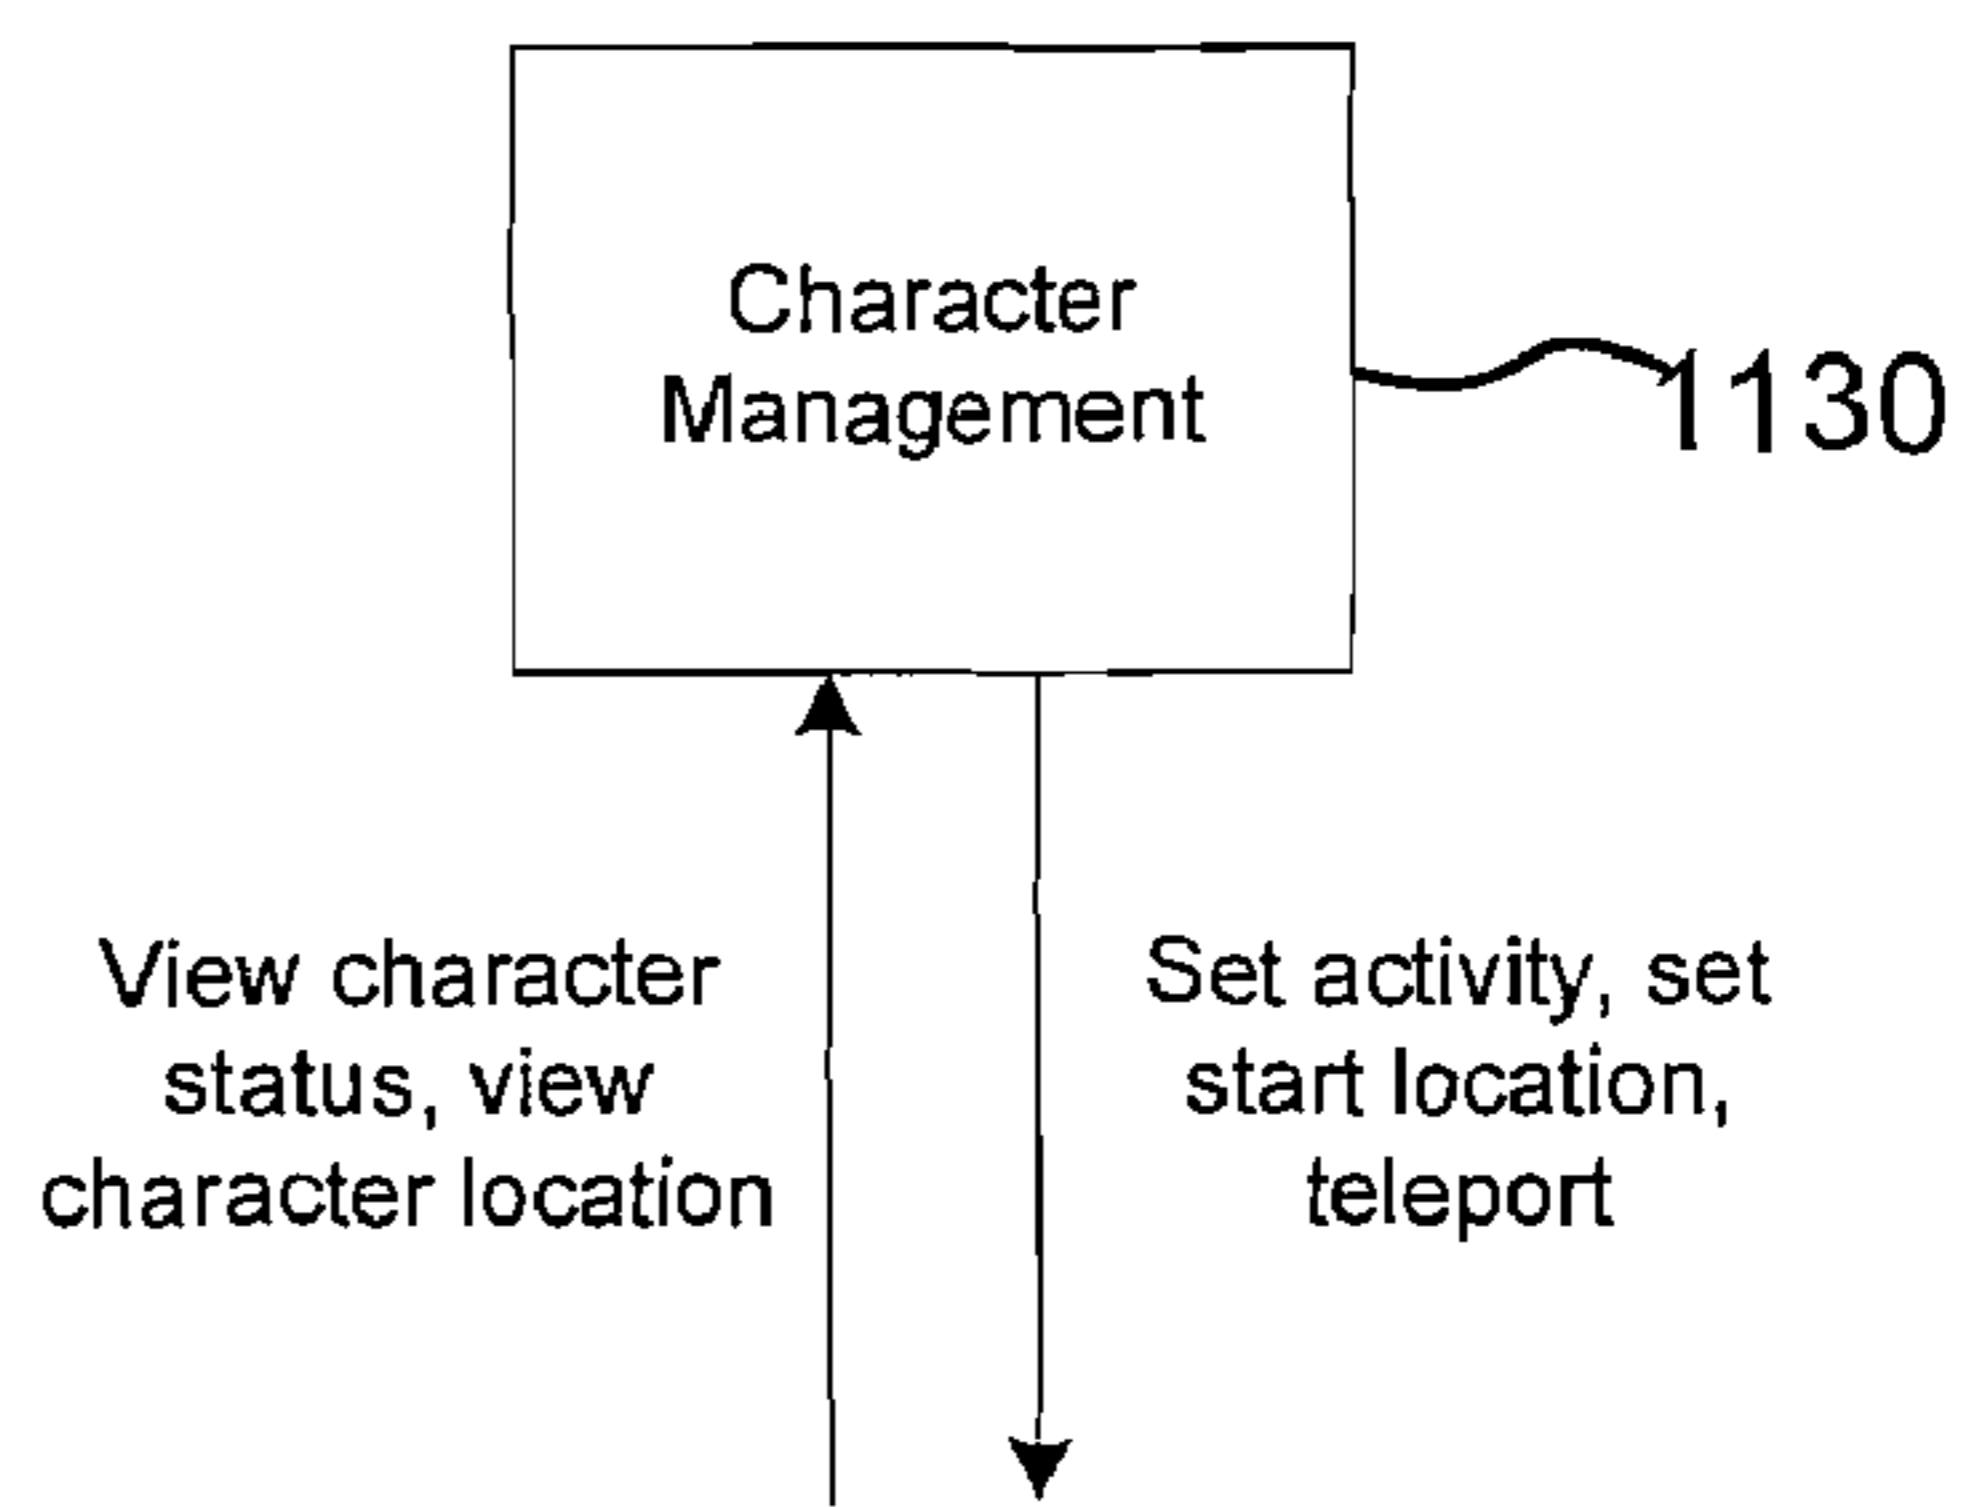 Character
Management
1130
View character
status, view
character location
Set activity, set
start location,
teleport